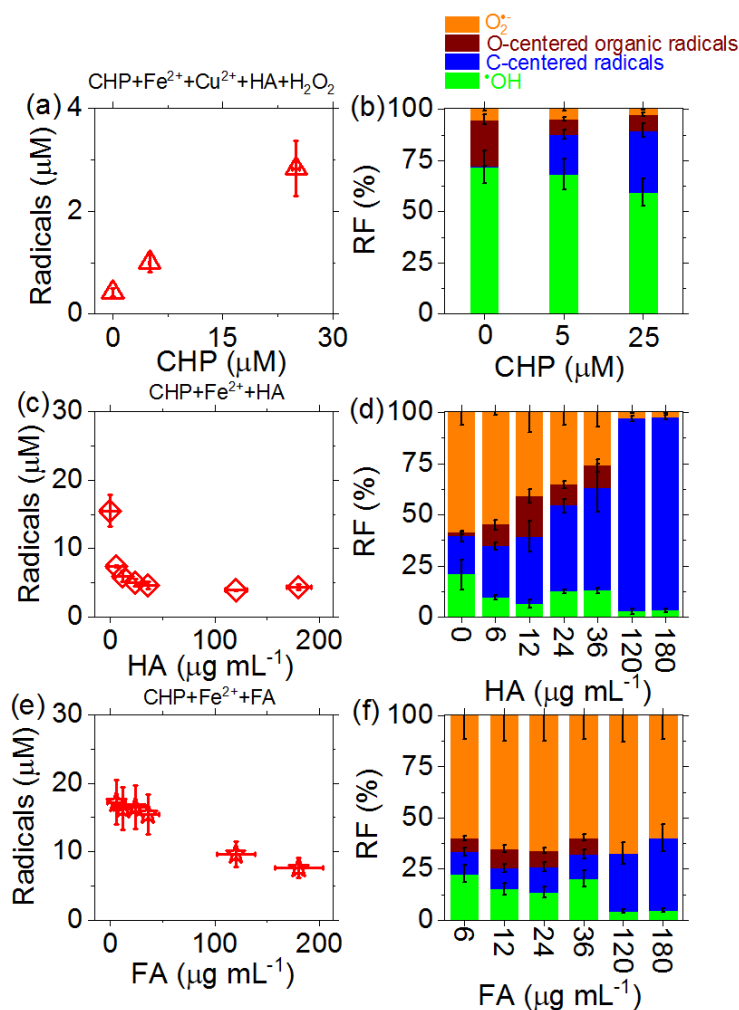 O₂•⁻
O-centered organic radicals
C-centered radicals
•OH
CHP+Fe²⁺+Cu²⁺+HA+H₂O₂
(a)
4
2
0
Radicals (μM)
0 15 30
CHP (μM)
(b)
100
75
50
25
0
RF (%)
0 5 25
CHP (μM)
CHP+Fe²⁺+HA
(c)
30
20
10
0
Radicals (μM)
0 100 200
HA (μg mL⁻¹)
(d)
100
75
50
25
0
RF (%)
0 6 12 24 36 120 180
HA (μg mL⁻¹)
CHP+Fe²⁺+FA
(e)
30
20
10
0
Radicals (μM)
0 100 200
FA (μg mL⁻¹)
(f)
100
75
50
25
0
RF (%)
6 12 24 36 120 180
FA (μg mL⁻¹)